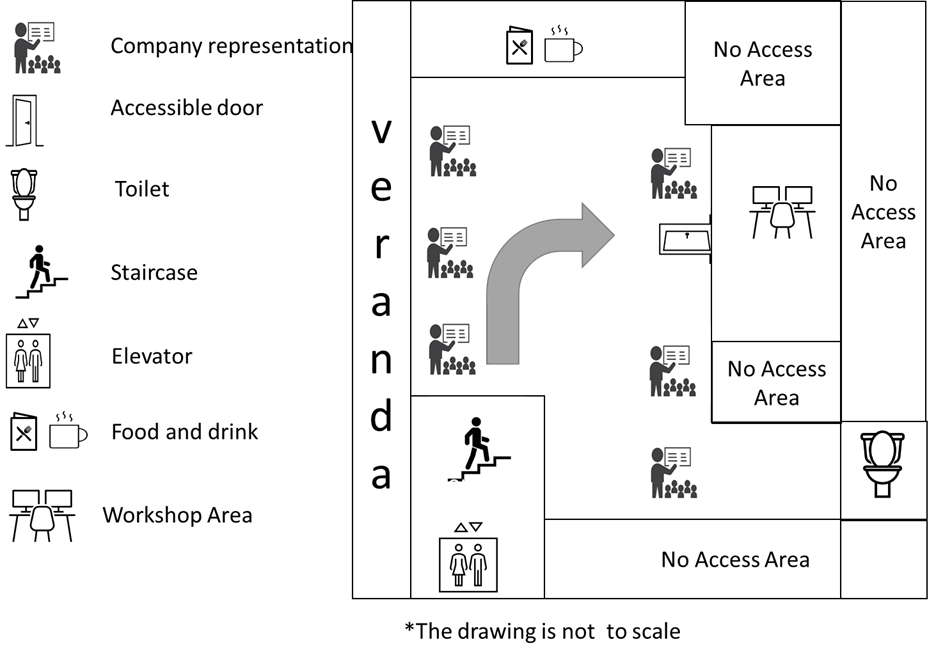 Company representation
Accessible door
Toilet
Staircase
Elevator
Food and drink
Workshop Area
veranda
No Access
Area
No
Access
Area
No Access
Area
No Access Area
*The drawing is not  to scale